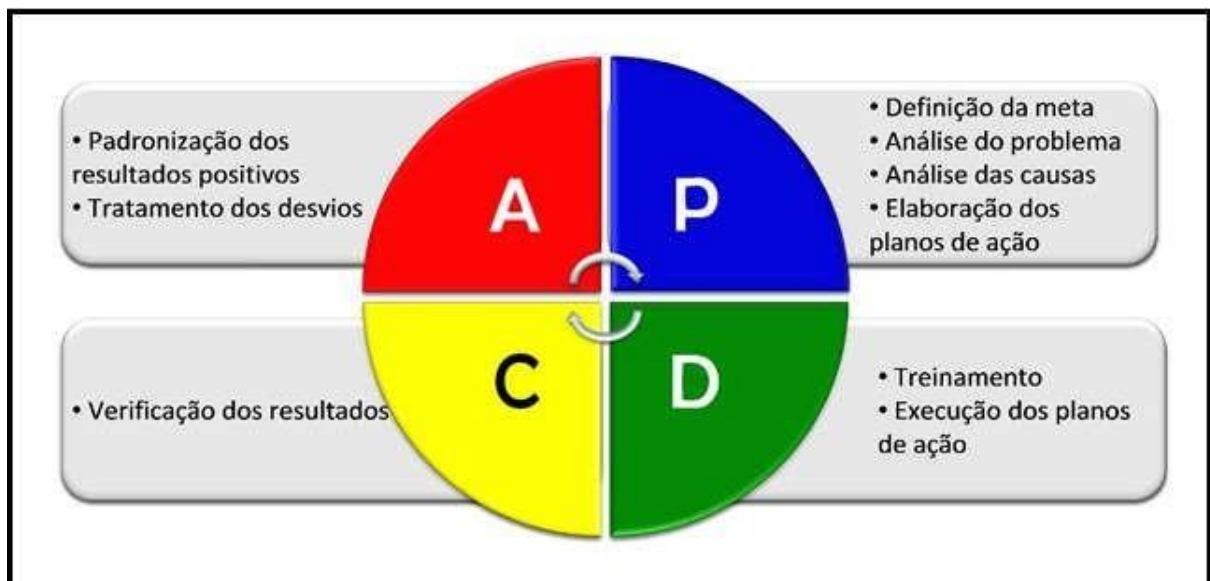 • Padronização dos
resultados positivos
• Tratamento dos desvios
A
P
• Definição da meta
• Análise do problema
• Análise das causas
• Elaboração dos
planos de ação
• Verificação dos resultados
C
D
• Treinamento
• Execução dos planos
de ação